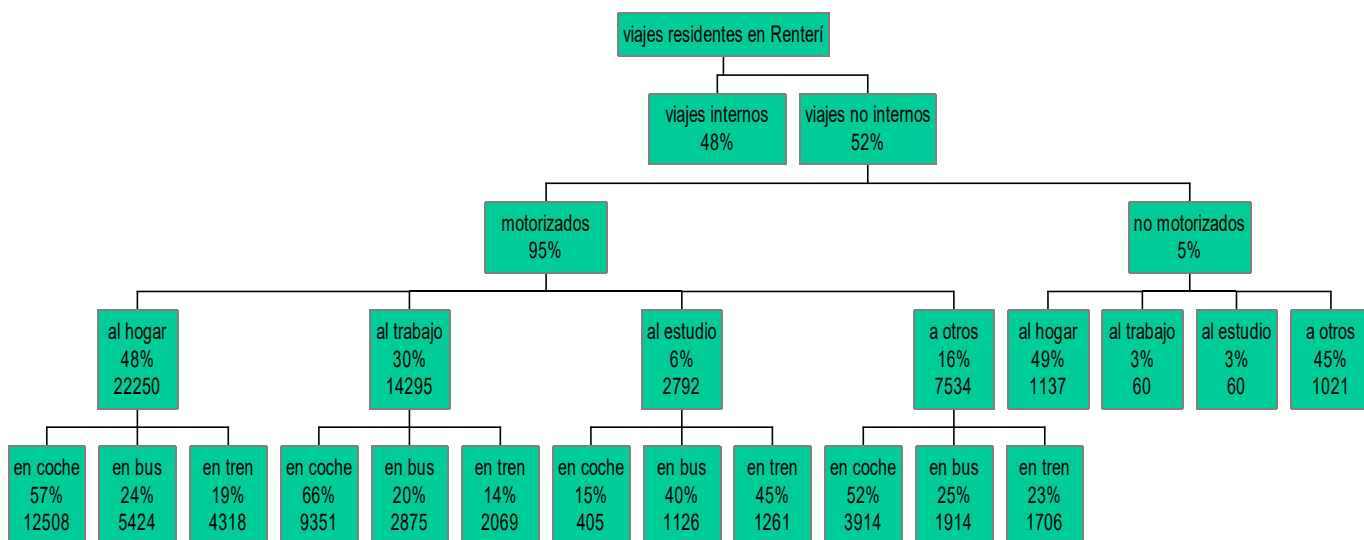 viajes residentes en Renterí
viajes internos
48%
viajes no internos
52%
motorizados
95%
no motorizados
5%
al hogar
48%
22250
al trabajo
30%
14295
al estudio
6%
2792
a otros
16%
7534
al hogar
49%
1137
al trabajo
3%
60
al estudio
3%
60
a otros
45%
1021
en coche
57%
12508
en bus
24%
5424
en tren
19%
4318
en coche
66%
9351
en bus
20%
2875
en tren
14%
2069
en coche
15%
405
en bus
40%
1126
en tren
45%
1261
en coche
52%
3914
en bus
25%
1914
en tren
23%
1706